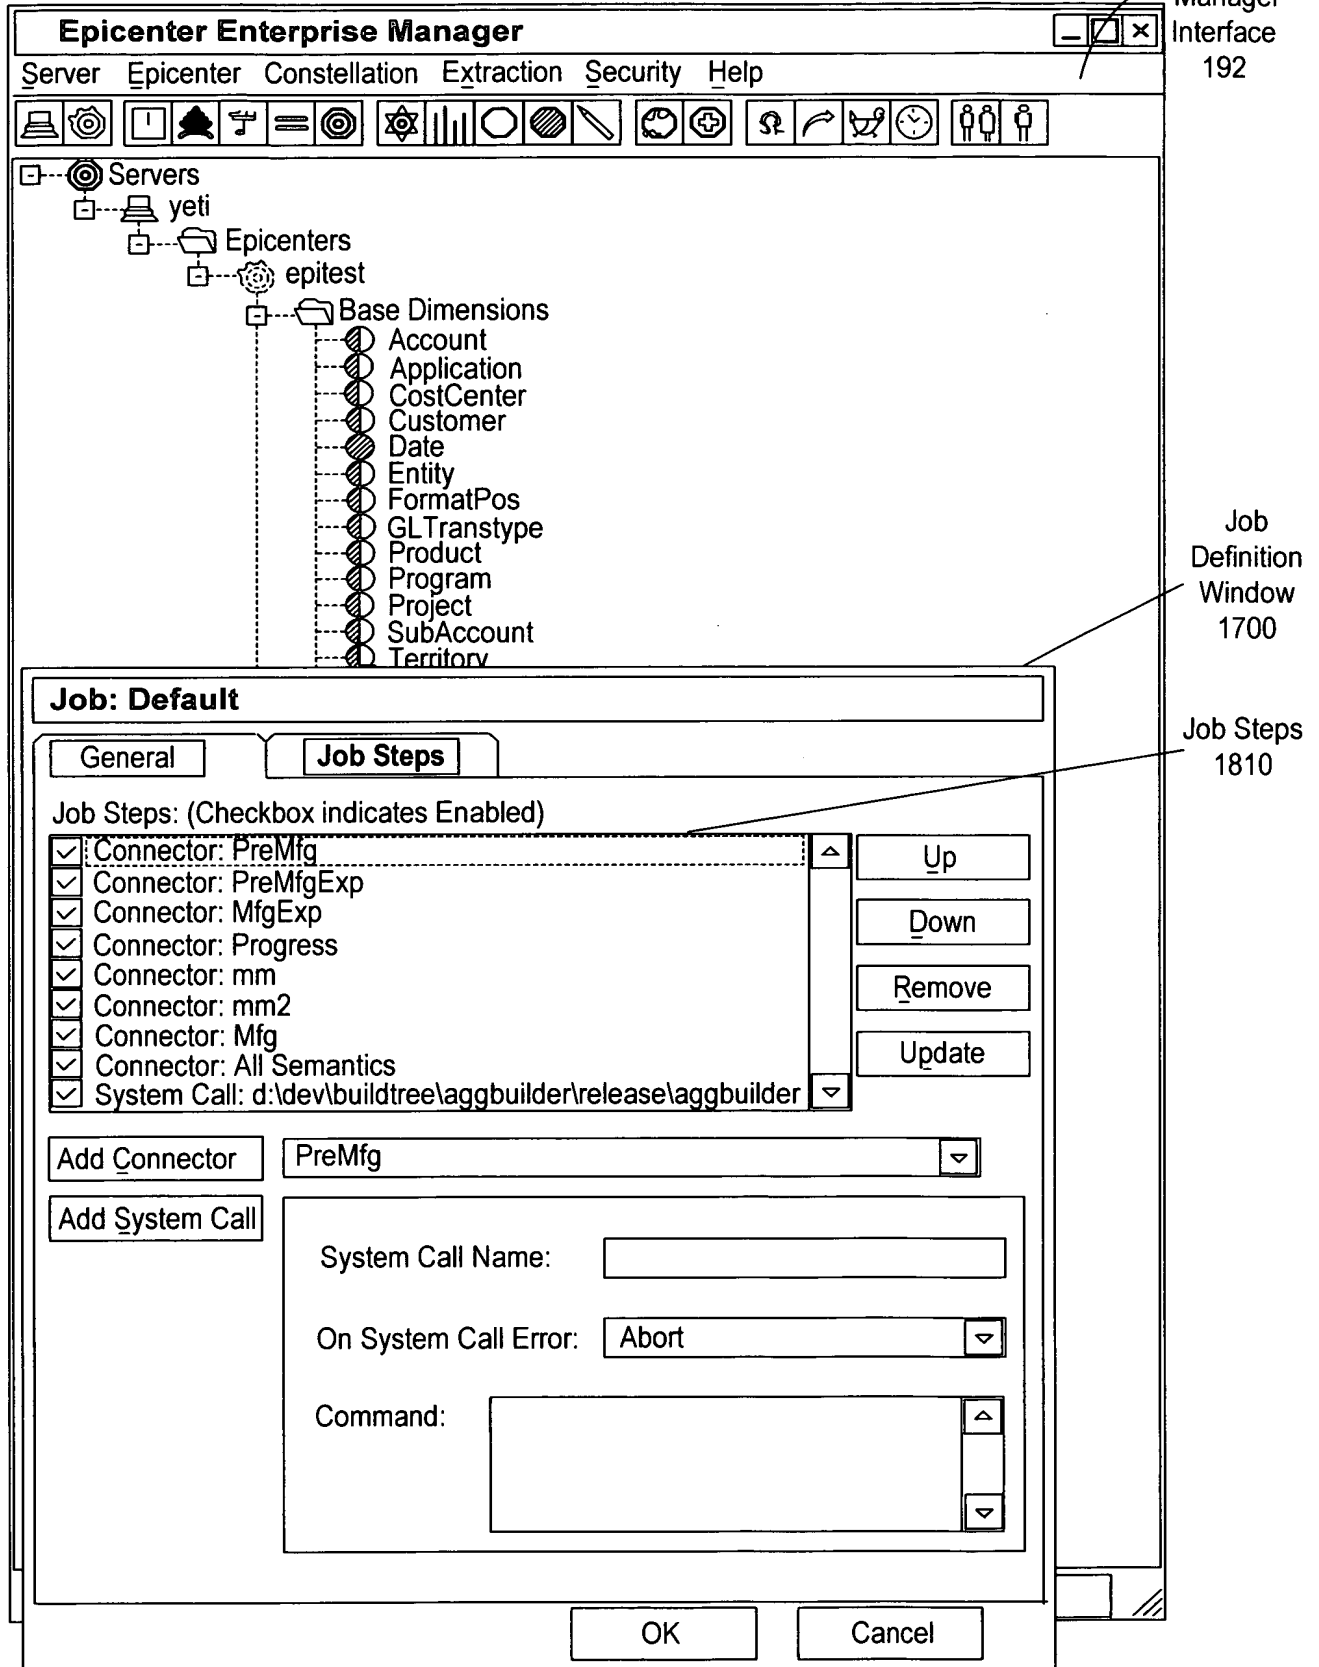 Manager
Interface
192
Epicenter Enterprise Manager
Server Epicenter Constellation Extraction Security Help
Servers
yeti
Epicenters
epitest
Base Dimensions
Account
Application
CostCenter
Customer
Date
Entity
FormatPos
GLTranstype
Product
Program
Project
SubAccount
Territory
Job
Definition
Window
1700
Job: Default
General
Job Steps
Job Steps
1810
Job Steps: (Checkbox indicates Enabled)
Connector: PreMfg
Connector: PreMfgExp
Connector: MfgExp
Connector: Progress
Connector: mm
Connector: mm2
Connector: Mfg
Connector: All Semantics
System Call: d:\dev\buildtree\aggbuilder\release\aggbuilder
Up
Down
Remove
Update
Add Connector
PreMfg
Add System Call
System Call Name:
On System Call Error: Abort
Command:
OK
Cancel